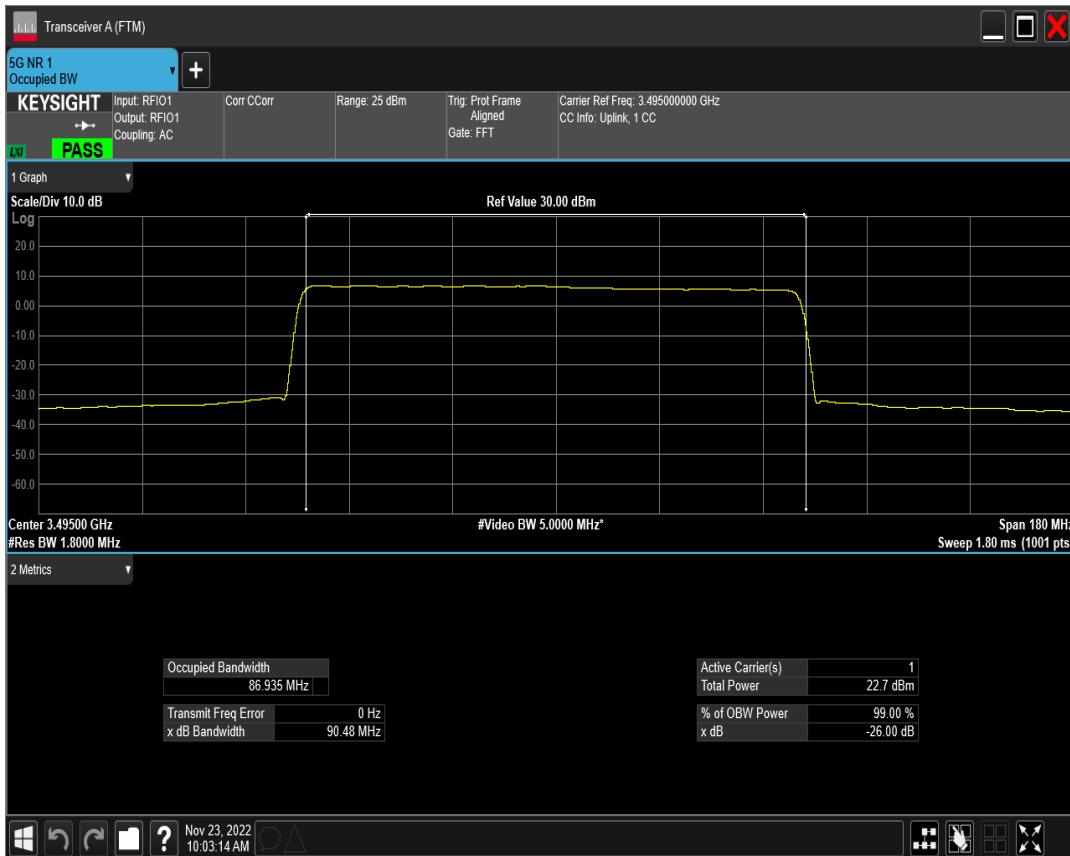 Transceiver A (FTM)
5G NR 1
Occupied BW
+
KEYSIGHT
LXI
PASS
Input: RFIO1
Output: RFIO1
Coupling: AC
Corr CCorr
Range: 25 dBm
Trig: Prot Frame
Aligned
Gate: FFT
Carrier Ref Freq: 3.495000000 GHz
CC Info: Uplink, 1 CC
1 Graph
Scale/Div 10.0 dB
Ref Value 30.00 dBm
Log
20.0
10.0
0.00
-10.0
-20.0
-30.0
-40.0
-50.0
-60.0
Center 3.49500 GHz
#Video BW 5.0000 MHz*
Span 180 MHz
#Res BW 1.8000 MHz
Sweep 1.80 ms (1001 pts
2 Metrics
Occupied Bandwidth
86.935 MHz
Transmit Freq Error 0 Hz
x dB Bandwidth 90.48 MHz
Active Carrier(s) 1
Total Power 22.7 dBm
% of OBW Power 99.00 %
x dB -26.00 dB
?
Nov 23, 2022
10:03:14 AM